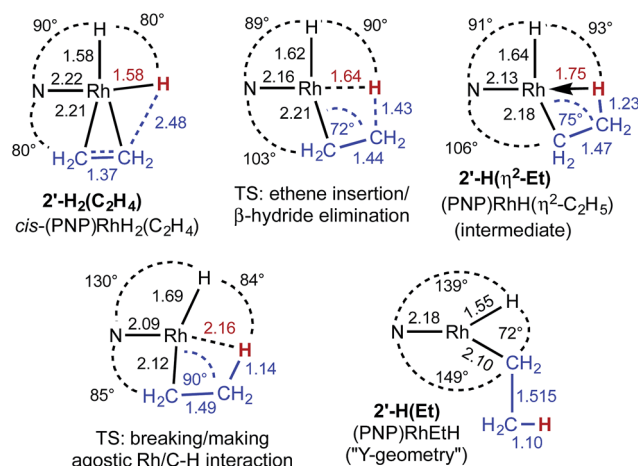 90° 80°
H
1.58
2.22 1.58 H
N Rh
2.21
2.48
80°
H₂C CH₂
1.37
2'-H₂(C₂H₄)
cis-(PNP)RhH₂(C₂H₄)
89° 90°
H
1.62
2.16 1.64
N Rh H
2.21 1.43
72°
103° C CH₂
H₂ 1.44
TS: ethene insertion/
β-hydride elimination
91° 93°
H
1.64
2.13 1.75
N Rh H
2.18 1.23
75°
106° C CH₂
H₂ 1.47
2'-H(η²-Et)
(PNP)RhH(η²-C₂H₅)
(intermediate)
130° H 84°
1.69
2.09 2.16
N Rh
2.12 H
90° 1.14
85°
H₂C CH₂
1.49
TS: breaking/making
agostic Rh/C-H interaction
139°
H
1.55
2.18
N Rh 72°
2.10 CH₂
149°
1.515
H₂C H
1.10
2'-H(Et)
(PNP)RhEtH
("Y-geometry")